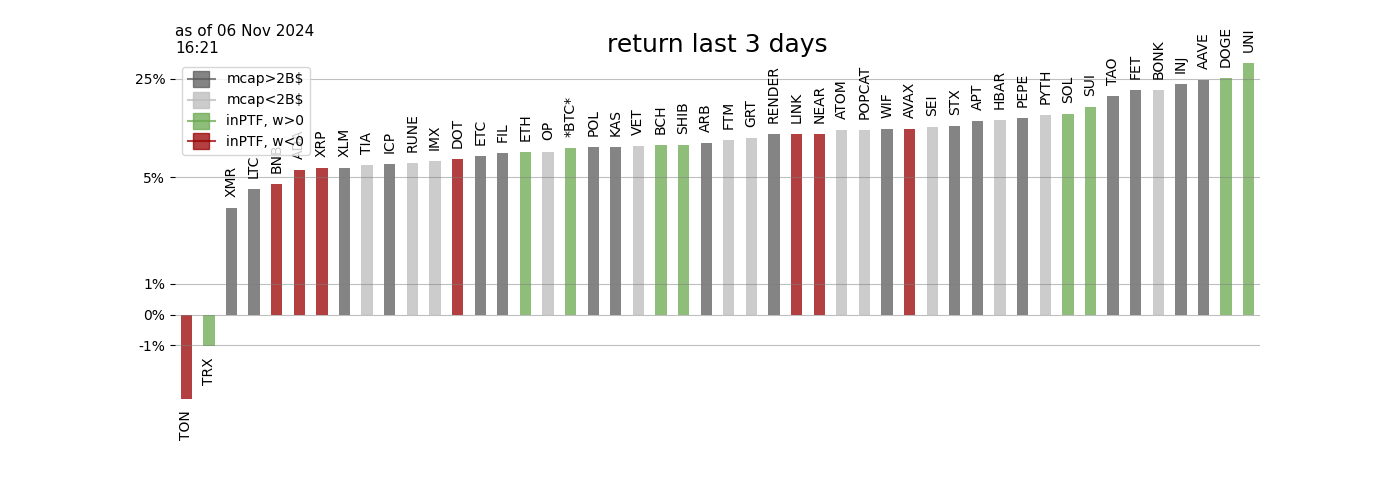 as of 06 Nov 2024
16:21
return last 3 days
mcap>2B$
mcap<2B$
inPTF, w>0
inPTF, w<0
25%
5%
1%
0%
-1%
TON
TRX
XMR
LTC
BNB
ADA
XRP
XLM
TIA
ICP
RUNE
IMX
DOT
ETC
FIL
ETH
OP
*BTC*
POL
KAS
VET
BCH
SHIB
ARB
FTM
GRT
RENDER
LINK
NEAR
ATOM
POPCAT
WIF
AVAX
SEI
STX
APT
HBAR
PEPE
PYTH
SOL
SUI
TAO
FET
BONK
INJ
AAVE
DOGE
UNI